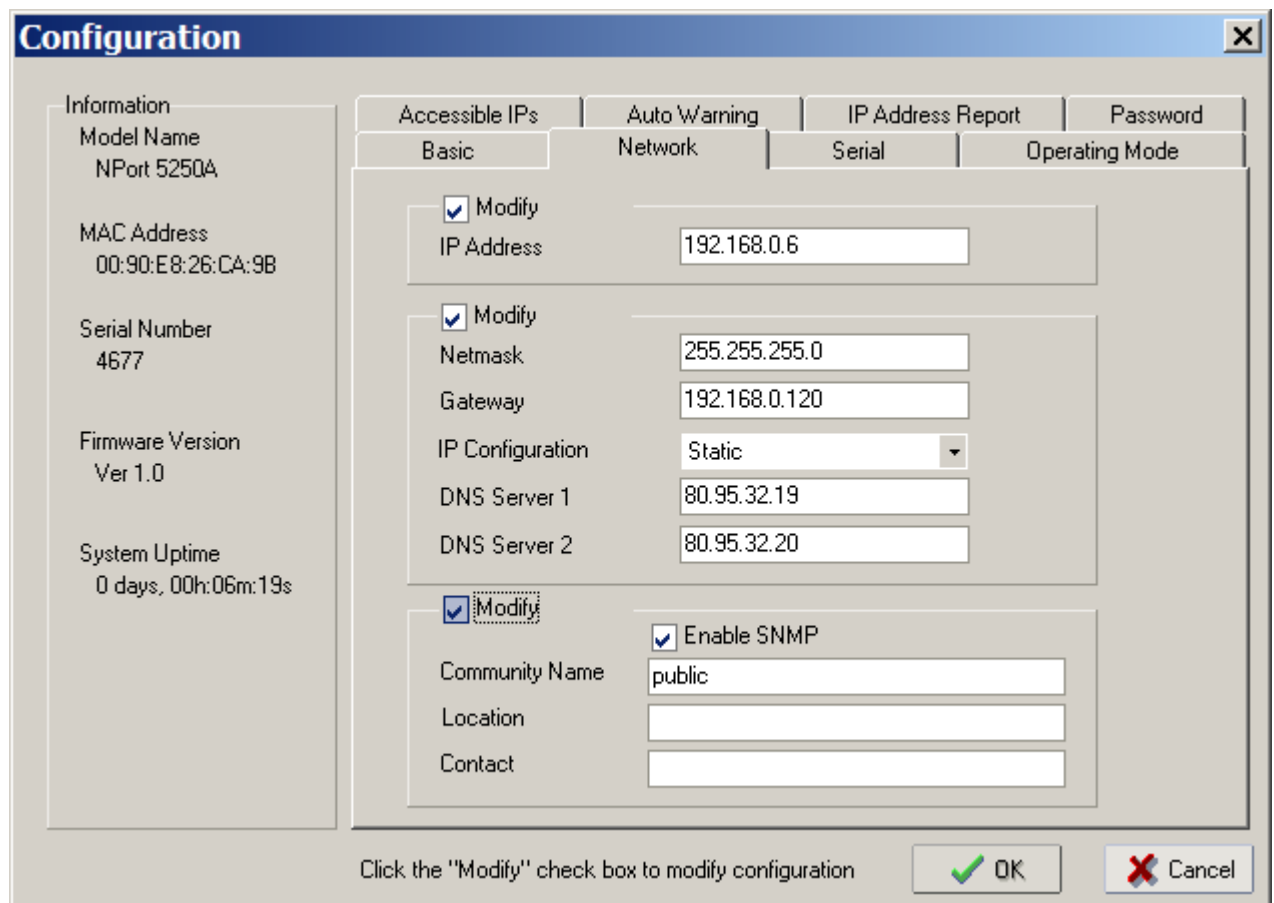 Configuration
Information
Model Name
NPort 5250A
MAC Address
00:90:E8:26:CA:9B
Serial Number
4677
Firmware Version
Ver 1.0
System Uptime
0 days, 00h:06m:19s
Accessible IPs Auto Warning IP Address Report Password
Basic Network Serial Operating Mode
Modify
IP Address 192.168.0.6
Modify
Netmask 255.255.255.0
Gateway 192.168.0.120
IP Configuration Static
DNS Server 1 80.95.32.19
DNS Server 2 80.95.32.20
Modify
Enable SNMP
Community Name public
Location
Contact
Click the "Modify" check box to modify configuration OK Cancel